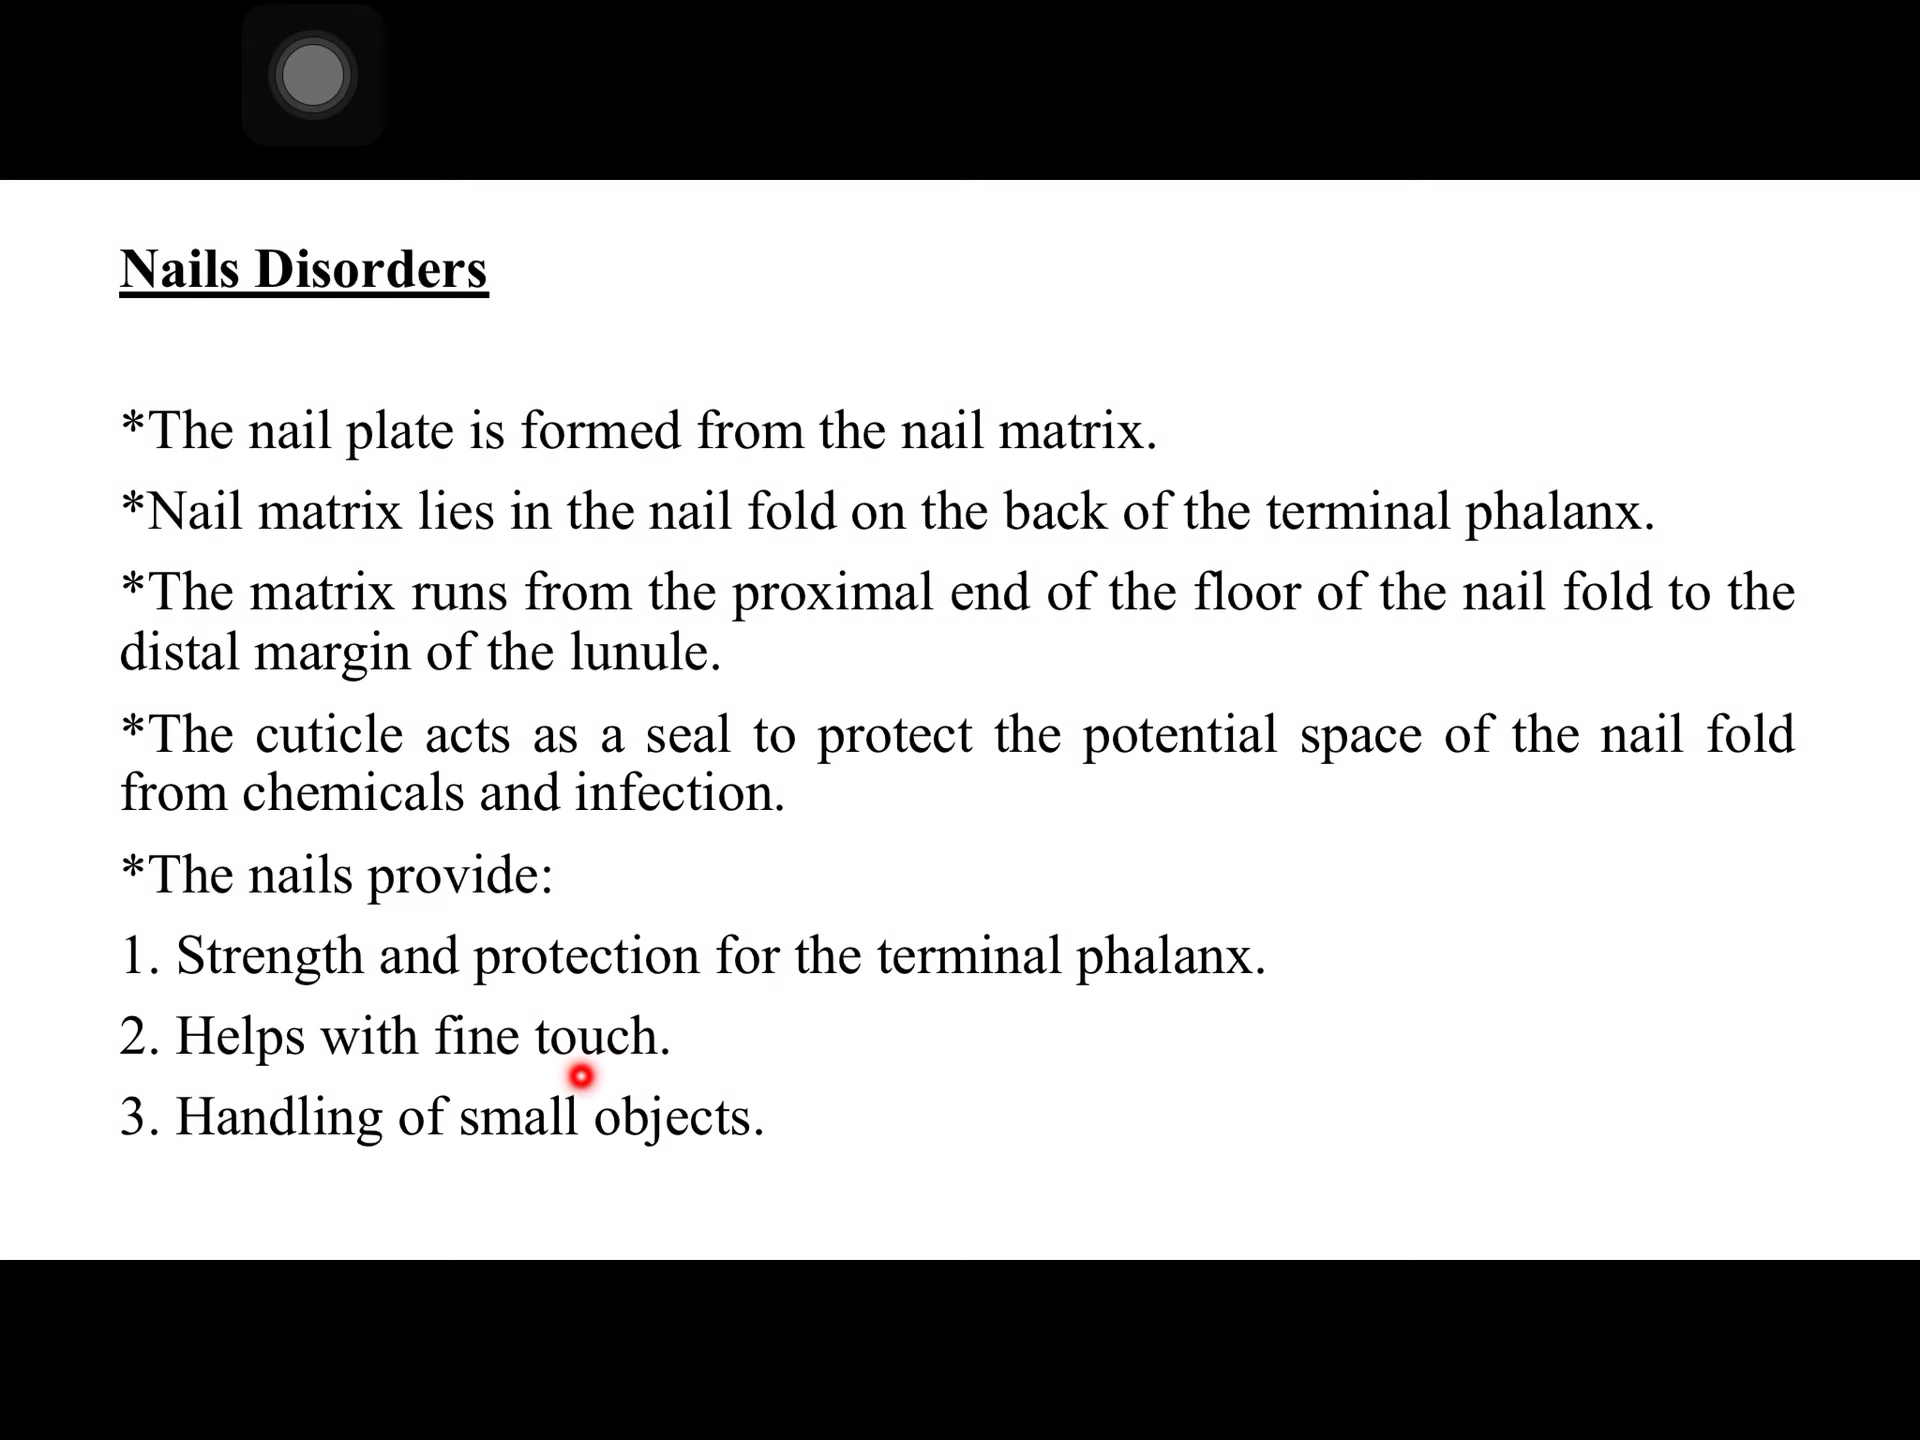 Nails Disorders
*The nail plate is formed from the nail matrix.
*Nail matrix lies in the nail fold on the back of the terminal phalanx.
*The matrix runs from the proximal end of the floor of the nail fold to the
distal margin of the lunule.
*The cuticle acts as a seal to protect the potential space of the nail fold
from chemicals and infection.
*The nails provide:
1. Strength and protection for the terminal phalanx.
2. Helps with fine touch.
3. Handling of small objects.